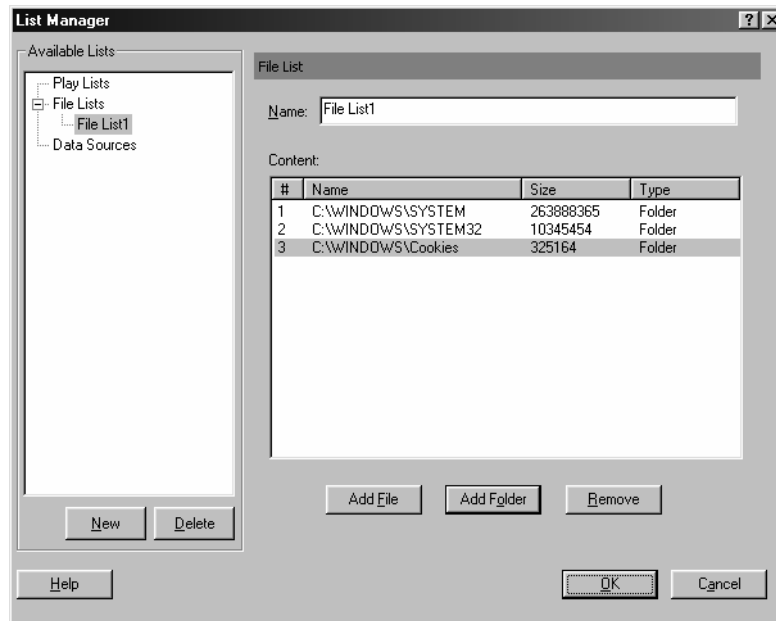 List Manager
Available Lists
Play Lists
File Lists
File List1
Data Sources
New Delete
File List
Name: File List1
Content:
# Name Size Type
1 C:\WINDOWS\SYSTEM 263888365 Folder
2 C:\WINDOWS\SYSTEM32 10345454 Folder
3 C:\WINDOWS\Cookies 325164 Folder
Add File Add Folder Remove
Help OK Cancel